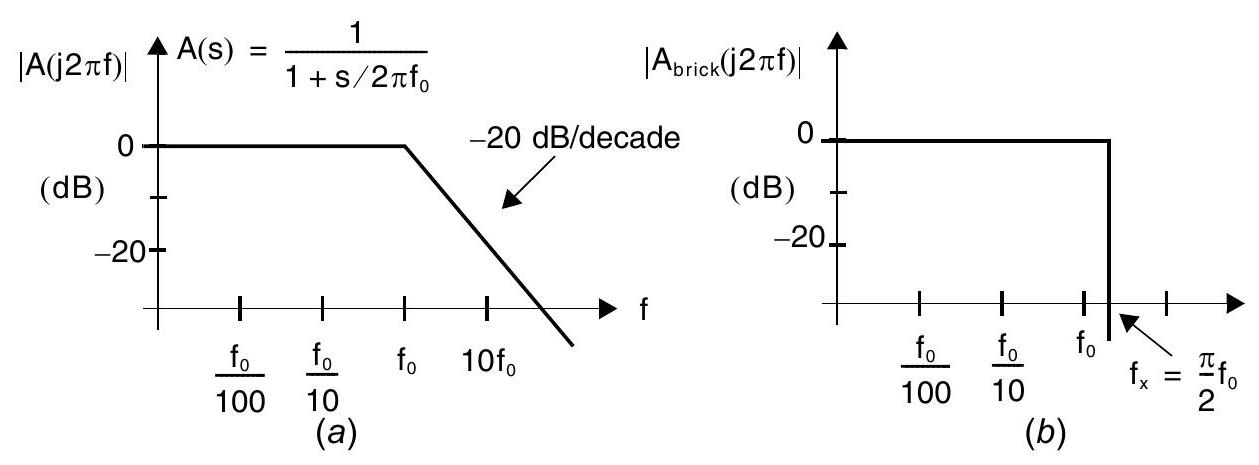 |A(j2πf)|
A(s) = 1 / (1 + s ⁄ 2πf₀)
0
(dB)
−20
−20 dB/decade
f
f₀/100
f₀/10
f₀
10f₀
(a)
|A_brick(j2πf)|
0
(dB)
−20
f₀/100
f₀/10
f₀
fₓ = π/2 f₀
(b)